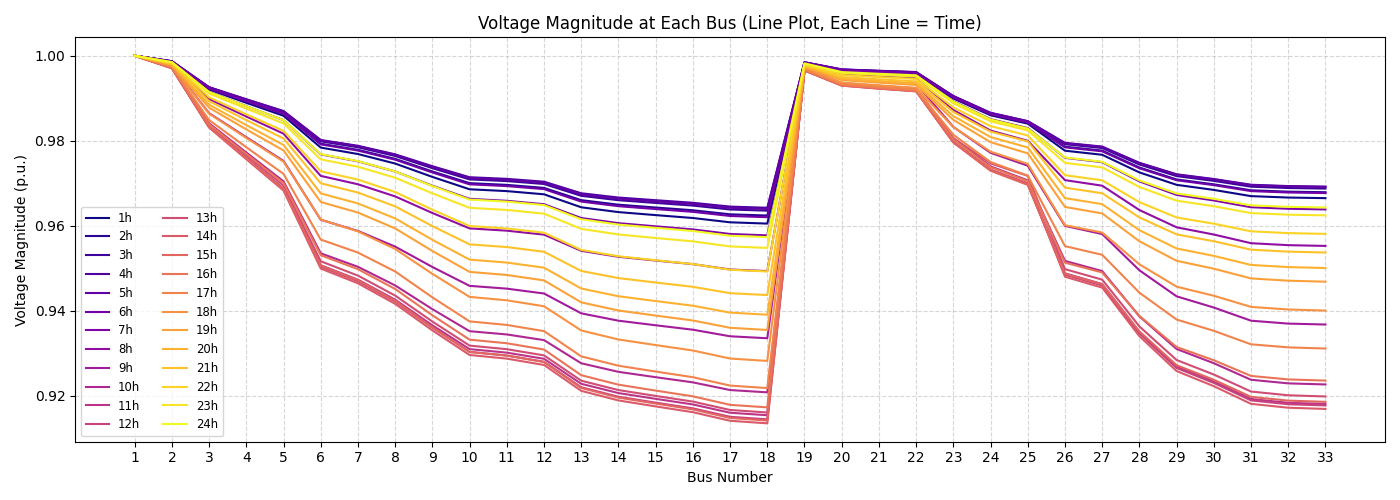 Voltage Magnitude at Each Bus (Line Plot, Each Line = Time)
Voltage Magnitude (p.u.)
1.00
0.98
0.96
0.94
0.92
1h 13h
2h 14h
3h 15h
4h 16h
5h 17h
6h 18h
7h 19h
8h 20h
9h 21h
10h 22h
11h 23h
12h 24h
1 2 3 4 5 6 7 8 9 10 11 12 13 14 15 16 17 18 19 20 21 22 23 24 25 26 27 28 29 30 31 32 33
Bus Number